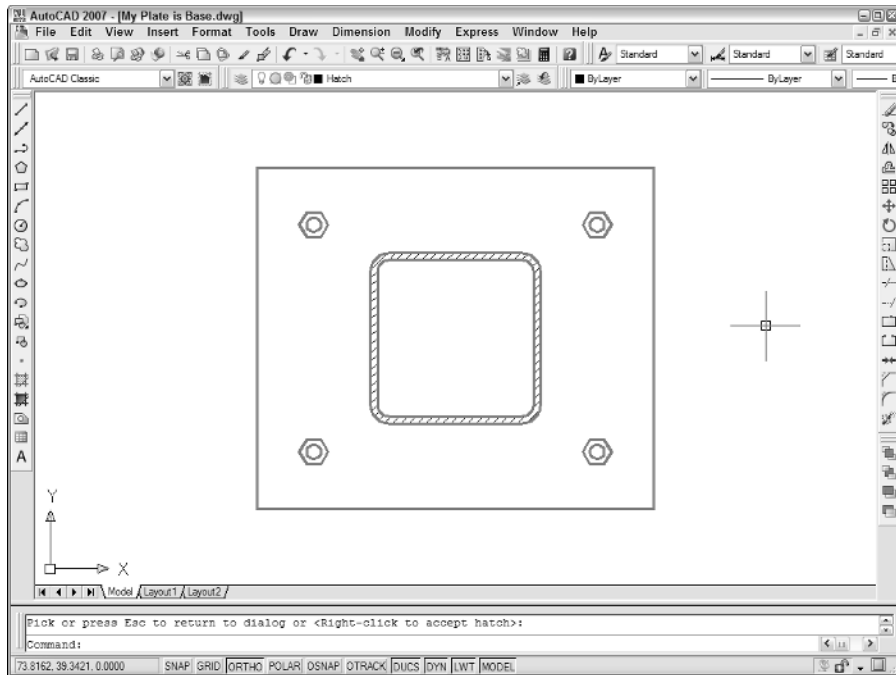 AutoCAD 2007 - [My Plate is Base.dwg]
File Edit View Insert Format Tools Draw Dimension Modify Express Window Help
Standard Standard Standard
AutoCAD Classic Hatch ByLayer ByLayer
A
Y
X
Model Layout1 Layout2
Pick or press Esc to return to dialog or <Right-click to accept hatch>:
Command:
73.8162, 39.3421, 0.0000 SNAP GRID ORTHO POLAR OSNAP OTRACK DUCS DYN LWT MODEL